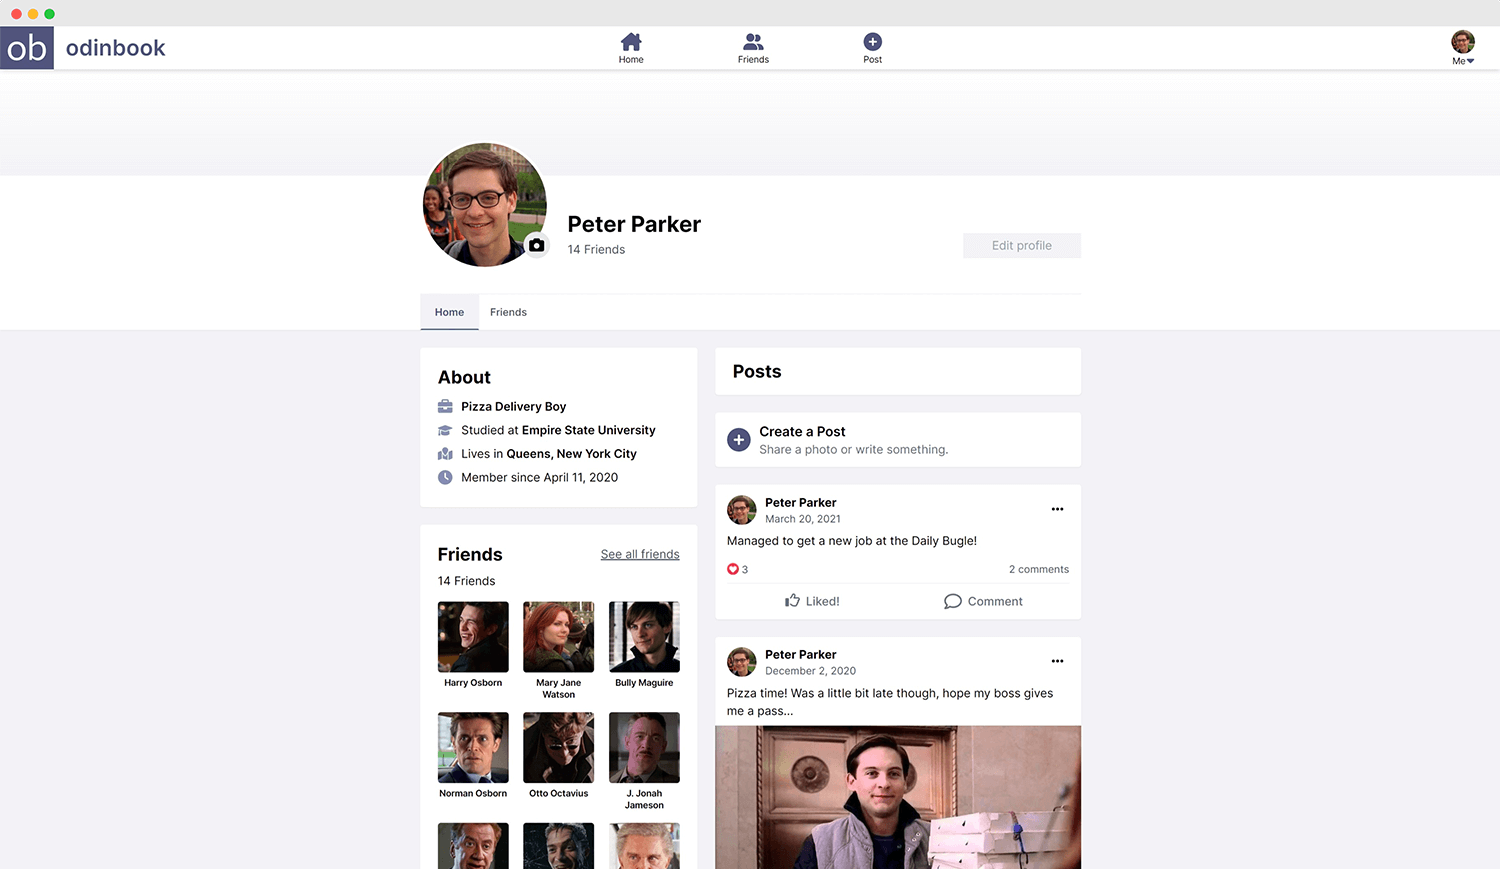 ob odinbook
Home
Friends
Post
Me
Peter Parker
14 Friends
Edit profile
Home
Friends
About
Pizza Delivery Boy
Studied at Empire State University
Lives in Queens, New York City
Member since April 11, 2020
Friends
See all friends
14 Friends
Harry Osborn
Mary Jane
Watson
Bully Maguire
Norman Osborn
Otto Octavius
J. Jonah
Jameson
Posts
Create a Post
Share a photo or write something.
Peter Parker
March 20, 2021
Managed to get a new job at the Daily Bugle!
3
2 comments
Liked!
Comment
Peter Parker
December 2, 2020
Pizza time! Was a little bit late though, hope my boss gives
me a pass...